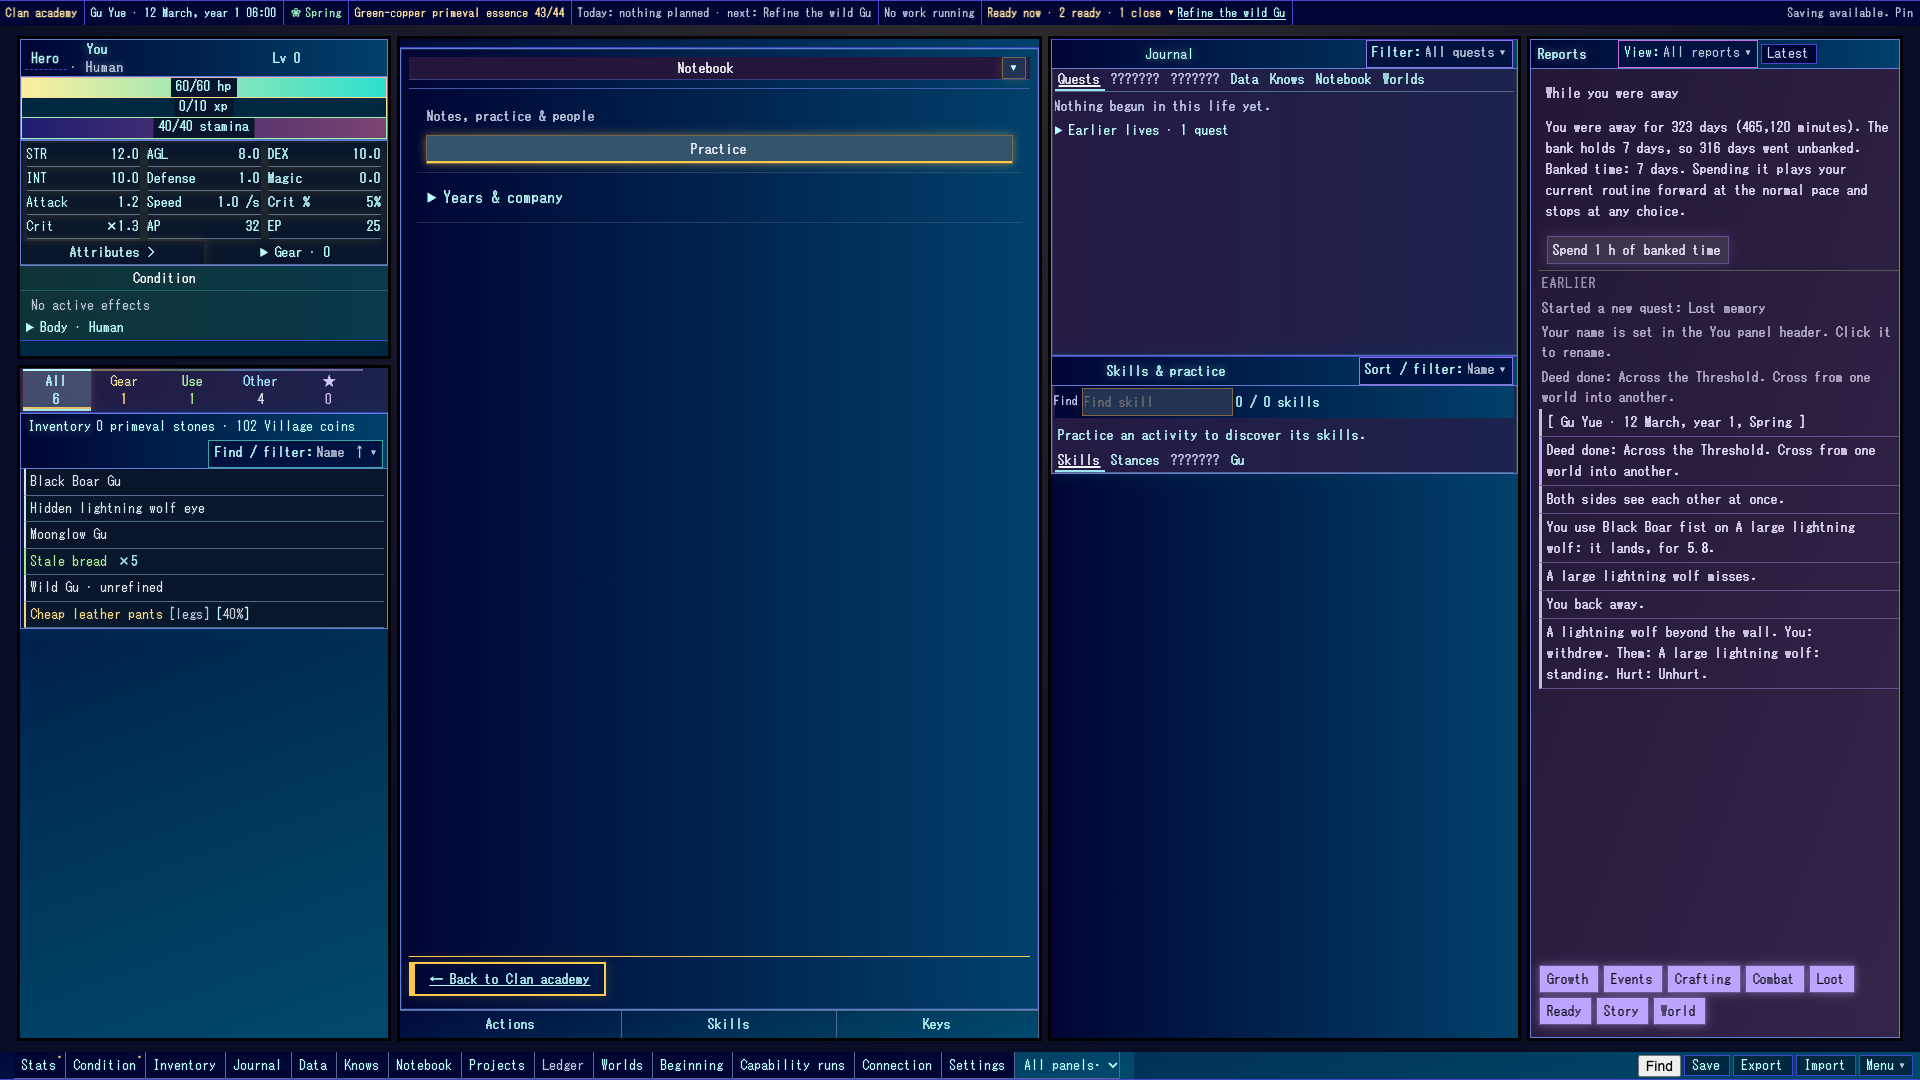 Clan academy
Gu Yue · 12 March, year 1 06:00
❀ Spring
Green-copper primeval essence 43/44
Today: nothing planned · next: Refine the wild Gu
No work running
Ready now · 2 ready · 1 close ▾ Refine the wild Gu
Saving available. Pin
Hero · You Human Lv 0
60/60 hp
0/10 xp
40/40 stamina
STR 12.0 AGL 8.0 DEX 10.0
INT 10.0 Defense 1.0 Magic 0.0
Attack 1.2 Speed 1.0 /s Crit % 5%
Crit ×1.3 AP 32 EP 25
Attributes >
▶ Gear · 0
Condition
No active effects
▶ Body · Human
All Gear Use Other ★
6 1 1 4 0
Inventory 0 primeval stones · 102 Village coins
Find / filter: Name ↑ ▾
Black Boar Gu
Hidden lightning wolf eye
Moonglow Gu
Stale bread ×5
Wild Gu · unrefined
Cheap leather pants [legs] [40%]
Notebook
▼
Notes, practice & people
Practice
▶ Years & company
← Back to Clan academy
Actions
Skills
Keys
Journal
Filter: All quests ▾
Quests ??????? ??????? Data Knows Notebook Worlds
Nothing begun in this life yet.
▶ Earlier lives · 1 quest
Skills & practice
Sort / filter: Name ▾
Find
Find skill
0 / 0 skills
Practice an activity to discover its skills.
Skills Stances ??????? Gu
Reports
View: All reports ▾
Latest
While you were away
You were away for 323 days (465,120 minutes). The
bank holds 7 days, so 316 days went unbanked.
Banked time: 7 days. Spending it plays your
current routine forward at the normal pace and
stops at any choice.
Spend 1 h of banked time
EARLIER
Started a new quest: Lost memory
Your name is set in the You panel header. Click it
to rename.
Deed done: Across the Threshold. Cross from one
world into another.
[ Gu Yue · 12 March, year 1, Spring ]
Deed done: Across the Threshold. Cross from one
world into another.
Both sides see each other at once.
You use Black Boar fist on A large lightning
wolf: it lands, for 5.8.
A large lightning wolf misses.
You back away.
A lightning wolf beyond the wall. You:
withdrew. Them: A large lightning wolf:
standing. Hurt: Unhurt.
Growth Events Crafting Combat Loot
Ready Story World
Stats Condition Inventory Journal Data Knows Notebook Projects Ledger Worlds Beginning Capability runs Connection Settings All panels·
Find Save Export Import Menu ▾